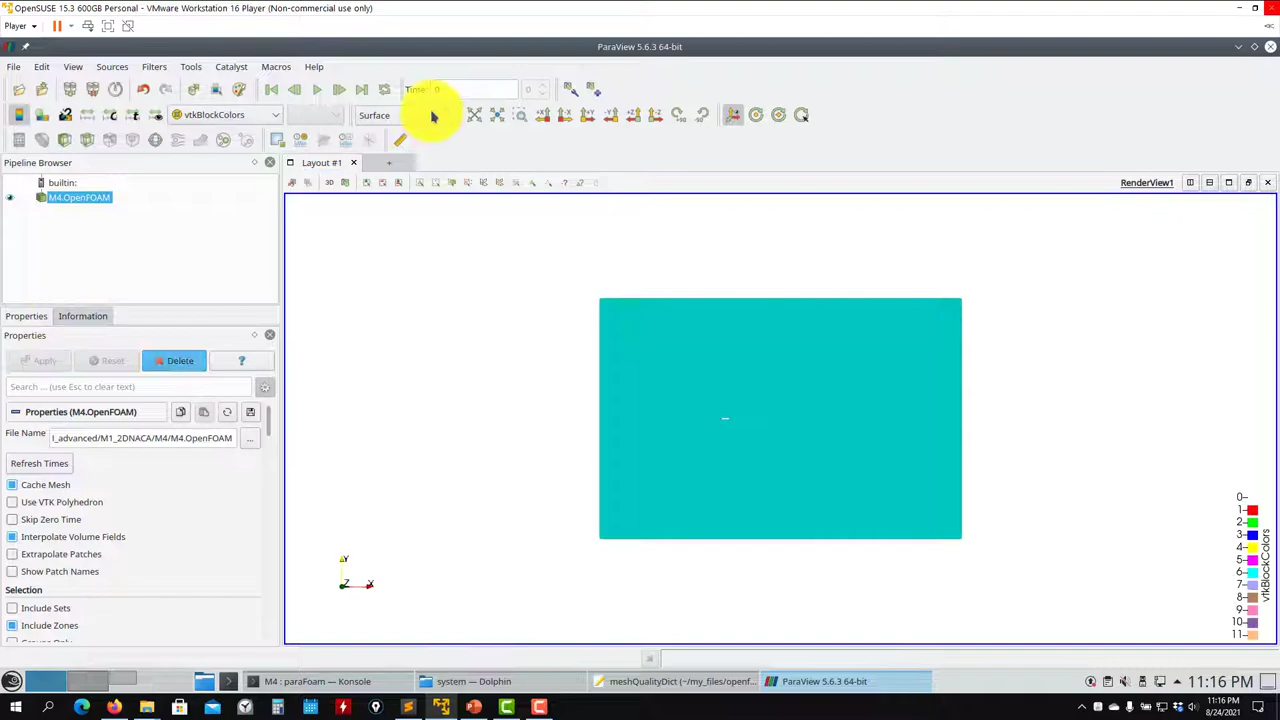 OpenSUSE 15.3 600GB Personal - VMware Workstation 16 Player (Non-commercial use only)
Player
ParaView 5.6.3 64-bit
File Edit View Sources Filters Tools Catalyst Macros Help
Time: 0 0
vtkBlockColors Surface
Pipeline Browser Layout #1
builtin: 3D RenderView1
M4.OpenFOAM
Properties Information
Properties
Apply Reset Delete ?
Search ... (use Esc to clear text)
Properties (M4.OpenFOAM)
File Name l_advanced/M1_2DNACA/M4/M4.OpenFOAM ...
Refresh Times
Cache Mesh
Use VTK Polyhedron
Skip Zero Time
Interpolate Volume Fields
Extrapolate Patches
Show Patch Names
Selection
Include Sets
Include Zones
Groups Only
Y
Z X
0
1
2
3
4
5
6
7
8
9
10
11
vtkBlockColors
M4 : paraFoam — Konsole system — Dolphin meshQualityDict (~/my_files/openf... ParaView 5.6.3 64-bit 11:16 PM
11:16 PM
8/24/2021